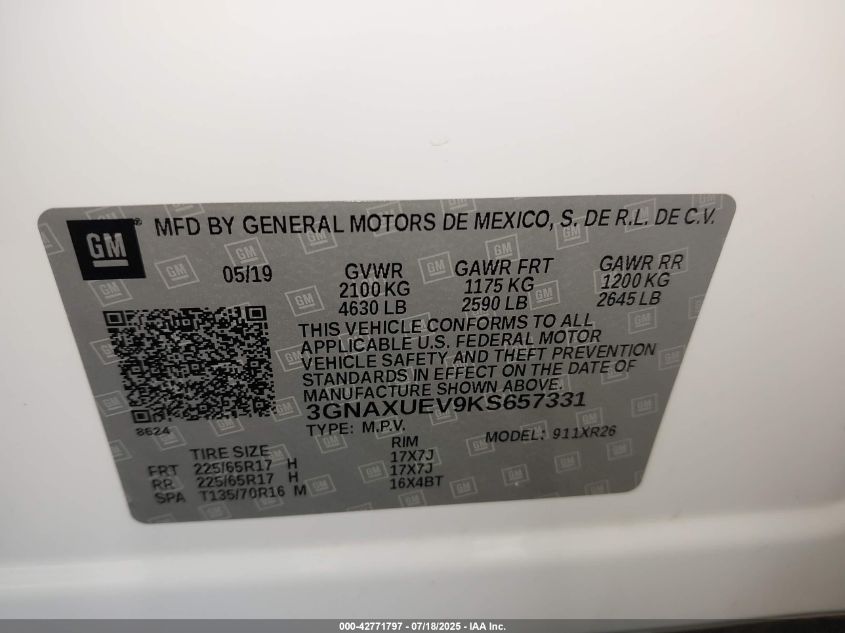 GM ® MFD BY GENERAL MOTORS DE MEXICO, S. DE R.L. DE C.V.
05/19 GVWR GAWR FRT GAWR RR
2100 KG 1175 KG 1200 KG
4630 LB 2590 LB 2645 LB
THIS VEHICLE CONFORMS TO ALL
APPLICABLE U.S. FEDERAL MOTOR
VEHICLE SAFETY AND THEFT PREVENTION
STANDARDS IN EFFECT ON THE DATE OF
MANUFACTURE SHOWN ABOVE.
3GNAXUEV9KS657331
8624
TYPE: M.P.V. MODEL: 911XR26
TIRE SIZE RIM
FRT 225/65R17 H 17X7J
RR 225/65R17 H 17X7J
SPA T135/70R16 M 16X4BT
000-42771797 - 07/18/2025 - IAA Inc.